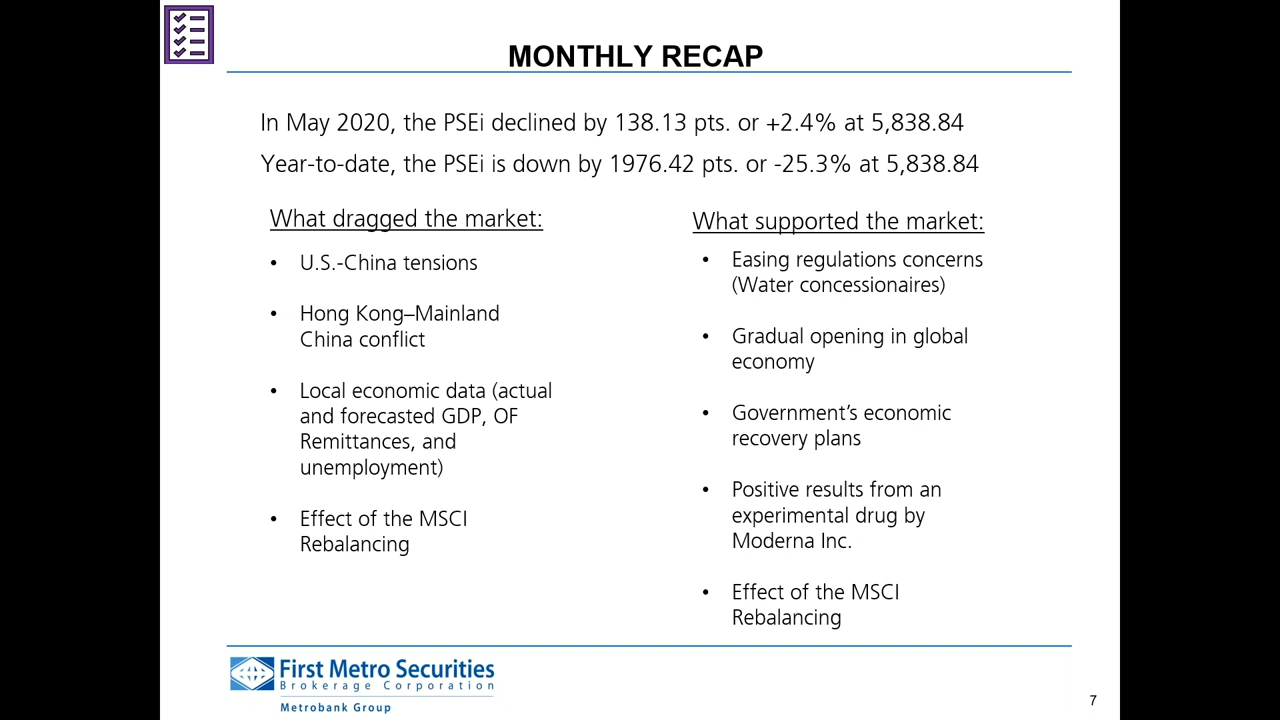 MONTHLY RECAP
In May 2020, the PSEi declined by 138.13 pts. or +2.4% at 5,838.84
Year-to-date, the PSEi is down by 1976.42 pts. or -25.3% at 5,838.84
What dragged the market:
• U.S.-China tensions
• Hong Kong–Mainland
China conflict
• Local economic data (actual
and forecasted GDP, OF
Remittances, and
unemployment)
• Effect of the MSCI
Rebalancing
What supported the market:
• Easing regulations concerns
(Water concessionaires)
• Gradual opening in global
economy
• Government’s economic
recovery plans
• Positive results from an
experimental drug by
Moderna Inc.
• Effect of the MSCI
Rebalancing
First Metro Securities
Brokerage Corporation
Metrobank Group
7